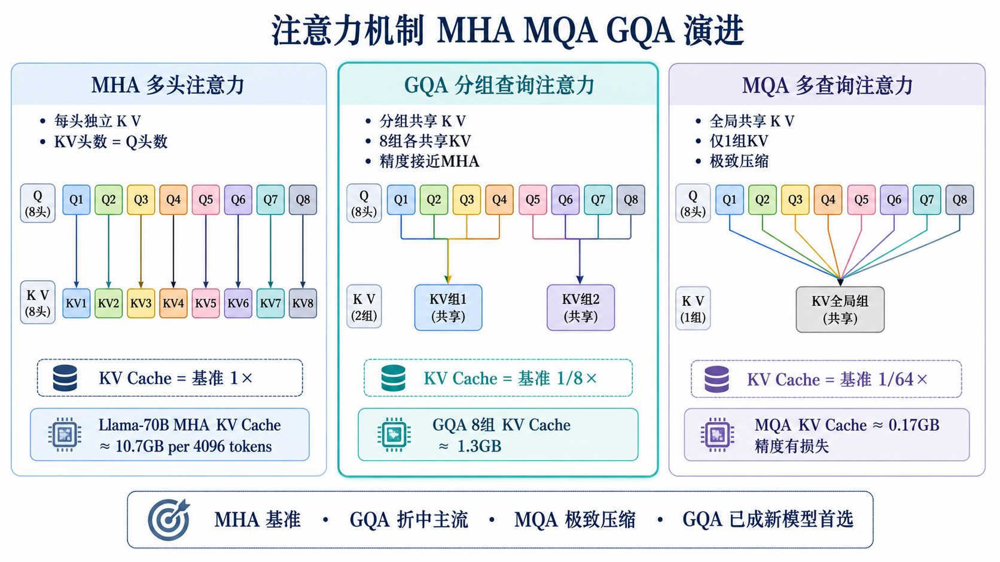 注意力机制 MHA MQA GQA 演进
MHA 多头注意力
• 每头独立 K V
• KV头数 = Q头数
Q
(8头)
Q1 Q2 Q3 Q4 Q5 Q6 Q7 Q8
K V
(8头)
KV1 KV2 KV3 KV4 KV5 KV6 KV7 KV8
KV Cache = 基准 1×
Llama-70B MHA KV Cache
≈ 10.7GB per 4096 tokens
GQA 分组查询注意力
• 分组共享 K V
• 8组各共享KV
• 精度接近MHA
Q
(8头)
Q1 Q2 Q3 Q4 Q5 Q6 Q7 Q8
K V
(2组)
KV组1
(共享)
KV组2
(共享)
KV Cache = 基准 1/8×
GQA 8组 KV Cache
≈ 1.3GB
MQA 多查询注意力
• 全局共享 K V
• 仅1组KV
• 极致压缩
Q
(8头)
Q1 Q2 Q3 Q4 Q5 Q6 Q7 Q8
K V
(1组)
KV全局组
(共享)
KV Cache = 基准 1/64×
MQA KV Cache ≈ 0.17GB
精度有损失
MHA 基准 • GQA 折中主流 • MQA 极致压缩 • GQA 已成新模型首选